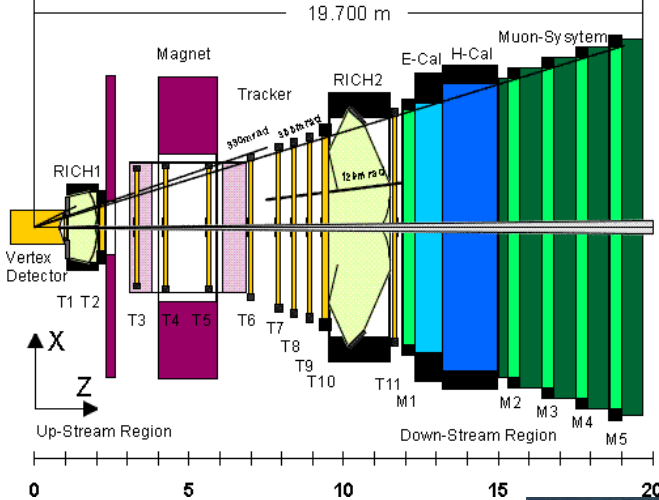 19.700 m
Magnet
Muon-Sysytem
E-Cal
H-Cal
RICH2
Tracker
330mrad
300mrad
120mrad
RICH1
Vertex
Detector
T1 T2
T3 T4 T5 T6
T7
T8
T9
T10
T11
M1
M2
M3
M4
M5
X
Z
Up-Stream Region
Down-Stream Region
0 5 10 15 20